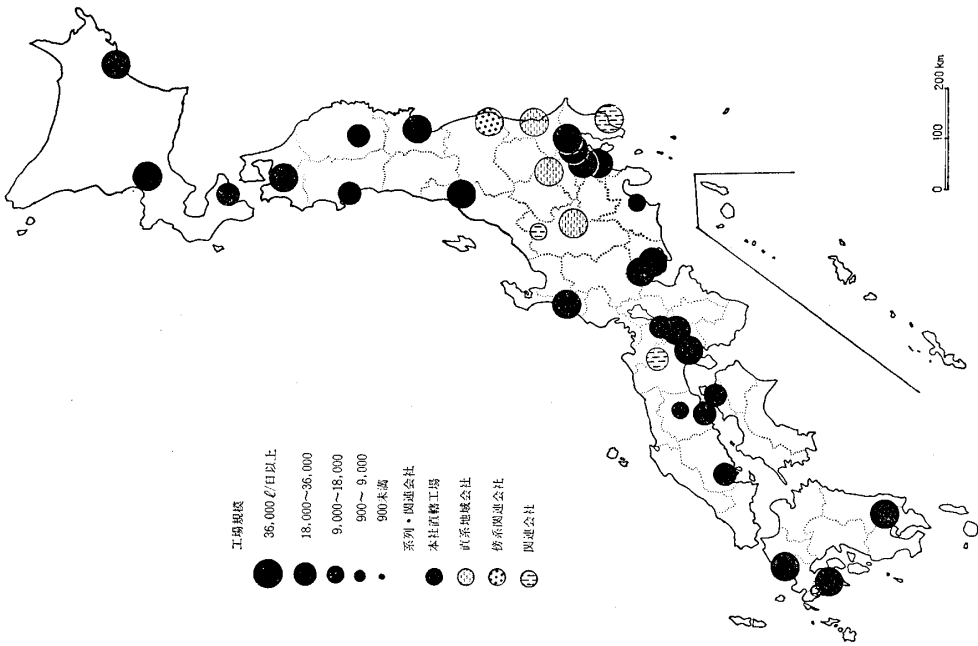 工場規模
36,000 ℓ/日以上
18,000〜36,000
9,000〜18,000
900〜 9,000
900未満
系列・関連会社
本社直轄工場
直系地域会社
傍系関連会社
関連会社
0 100 200 km